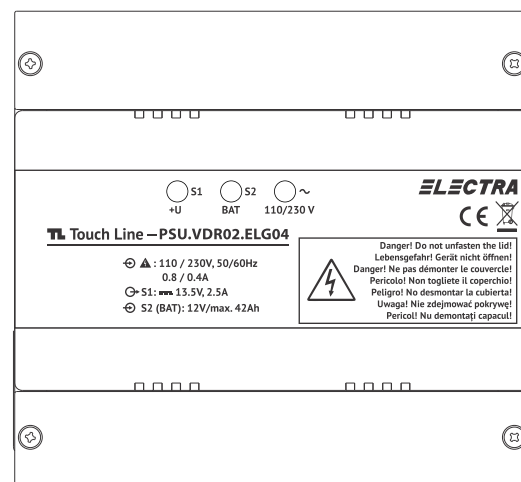 S1 S2 ~
+U BAT 110/230 V
ELECTRA
CE
TL Touch Line – PSU.VDR02.ELG04
: 110 / 230V, 50/60Hz
0.8 / 0.4A
S1: 13.5V, 2.5A
S2 (BAT): 12V/max. 42Ah
Danger! Do not unfasten the lid!
Lebensgefahr! Gerät nicht öffnen!
Danger! Ne pas démonter le couvercle!
Pericolo! Non togliete il coperchio!
Peligro! No desmontar la cubierta!
Uwaga! Nie zdejmować pokrywę!
Pericol! Nu demontați capacul!